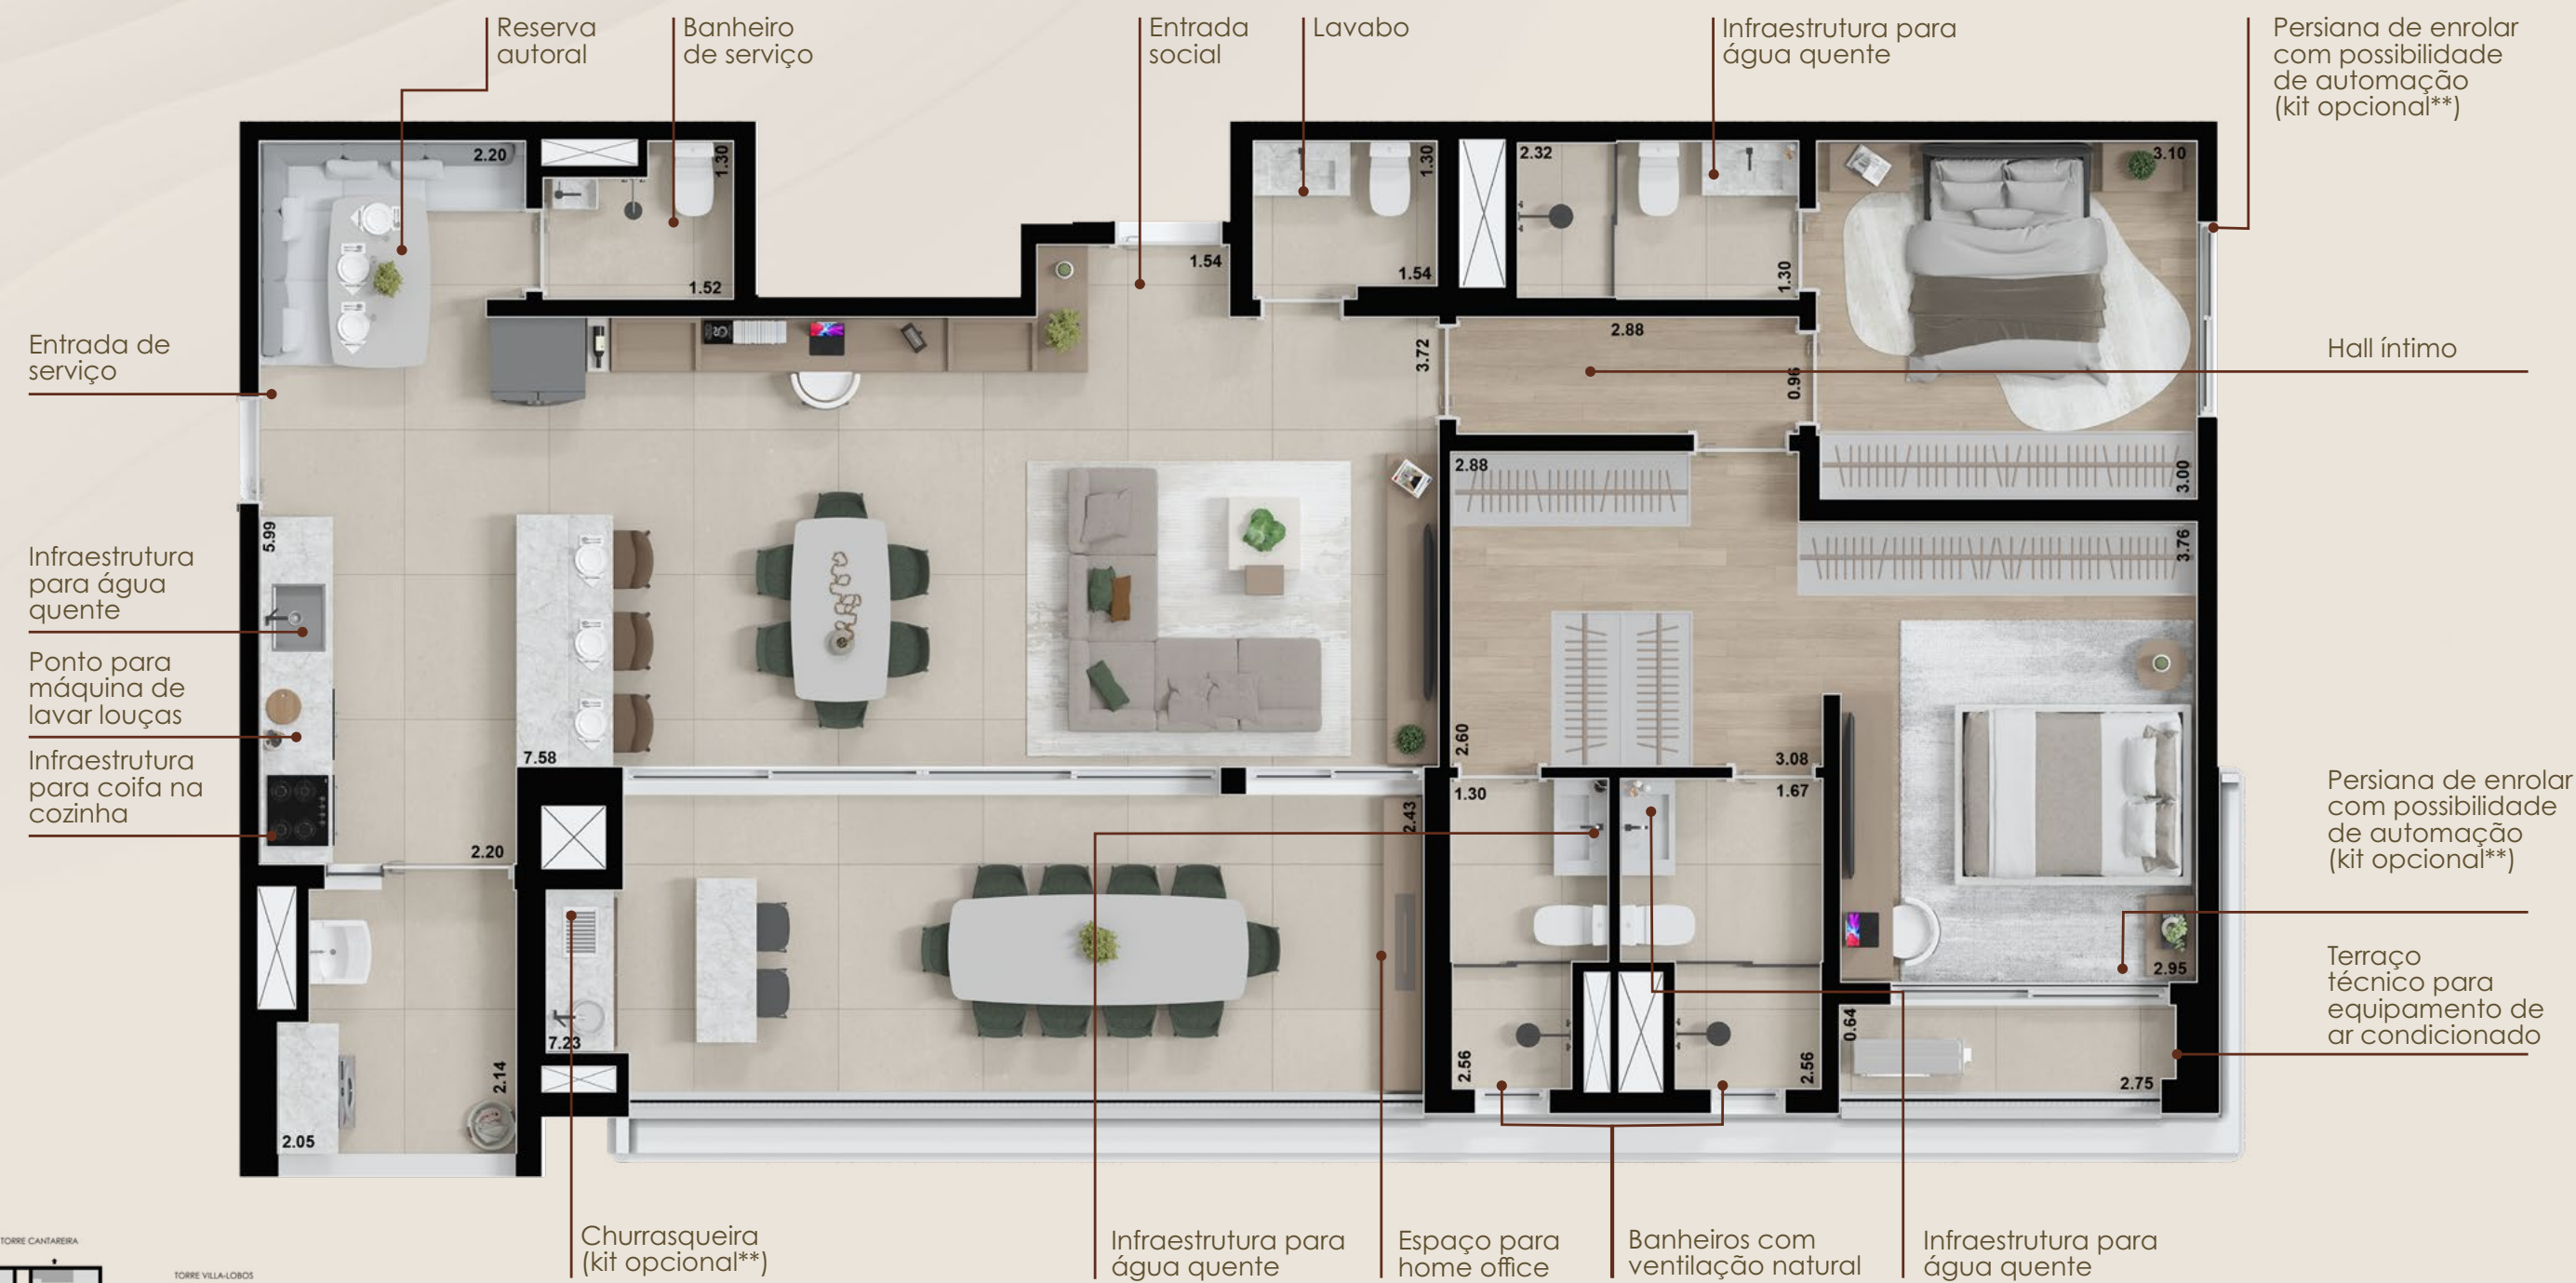 Reserva
autoral
Banheiro
de serviço
Entrada
social
Lavabo
Infraestrutura para
água quente
Persiana de enrolar
com possibilidade
de automação
(kit opcional**)
2.20
1.30
1.52
1.54
1.30
1.54
2.32
1.30
3.10
Entrada de
serviço
3.72
2.88
0.96
Hall íntimo
2.88
3.00
5.99
3.76
Infraestrutura
para água
quente
Ponto para
máquina de
lavar louças
Infraestrutura
para coifa na
cozinha
7.58
2.60
3.08
1.30
1.67
2.43
2.20
Persiana de enrolar
com possibilidade
de automação
(kit opcional**)
2.95
Terraço
técnico para
equipamento de
ar condicionado
0.64
7.23
2.14
2.05
2.56
2.56
2.75
Churrasqueira
(kit opcional**)
Infraestrutura para
água quente
Espaço para
home office
Banheiros com
ventilação natural
Infraestrutura para
água quente
TORRE CANTAREIRA
TORRE VILLA-LOBOS